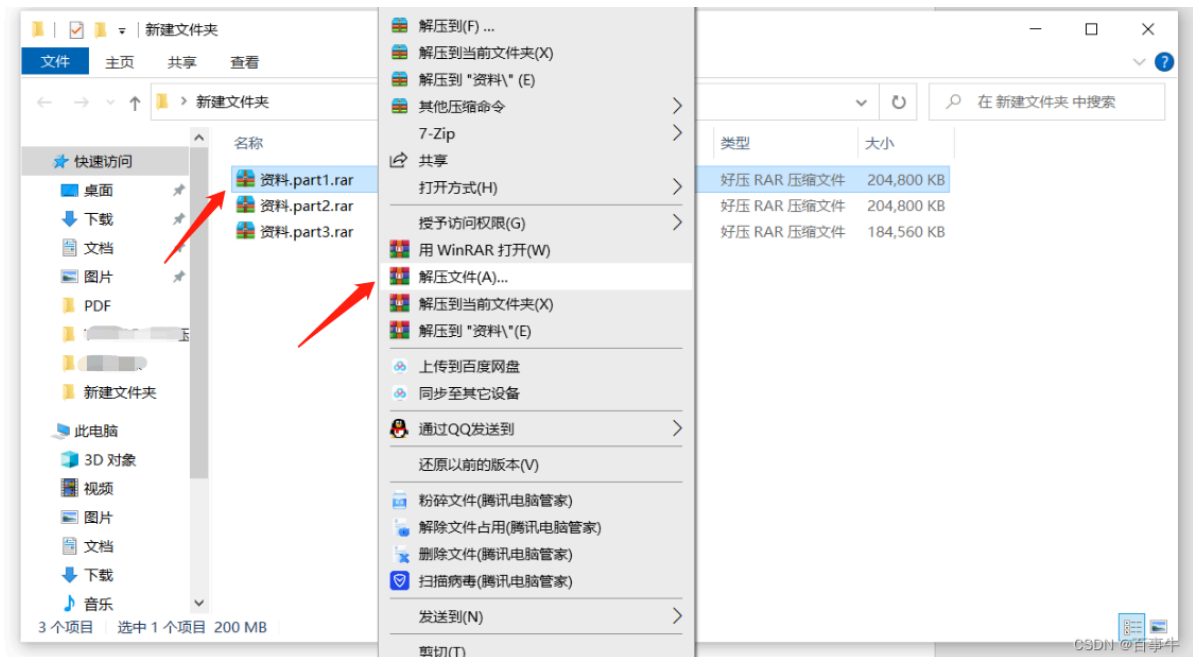 新建文件夹
文件 主页 共享 查看
新建文件夹
在 新建文件夹 中搜索
快速访问
桌面
下载
文档
图片
PDF
新建文件夹
此电脑
3D 对象
视频
图片
文档
下载
音乐
名称 类型 大小
资料.part1.rar 好压 RAR 压缩文件 204,800 KB
资料.part2.rar 好压 RAR 压缩文件 204,800 KB
资料.part3.rar 好压 RAR 压缩文件 184,560 KB
解压到(F) ...
解压到当前文件夹(X)
解压到 "资料\" (E)
其他压缩命令
7-Zip
共享
打开方式(H)
授予访问权限(G)
用 WinRAR 打开(W)
解压文件(A)...
解压到当前文件夹(X)
解压到 "资料\"(E)
上传到百度网盘
同步至其它设备
通过QQ发送到
还原以前的版本(V)
粉碎文件(腾讯电脑管家)
解除文件占用(腾讯电脑管家)
删除文件(腾讯电脑管家)
扫描病毒(腾讯电脑管家)
发送到(N)
剪切(T)
3 个项目 选中 1 个项目 200 MB
CSDN @百事牛